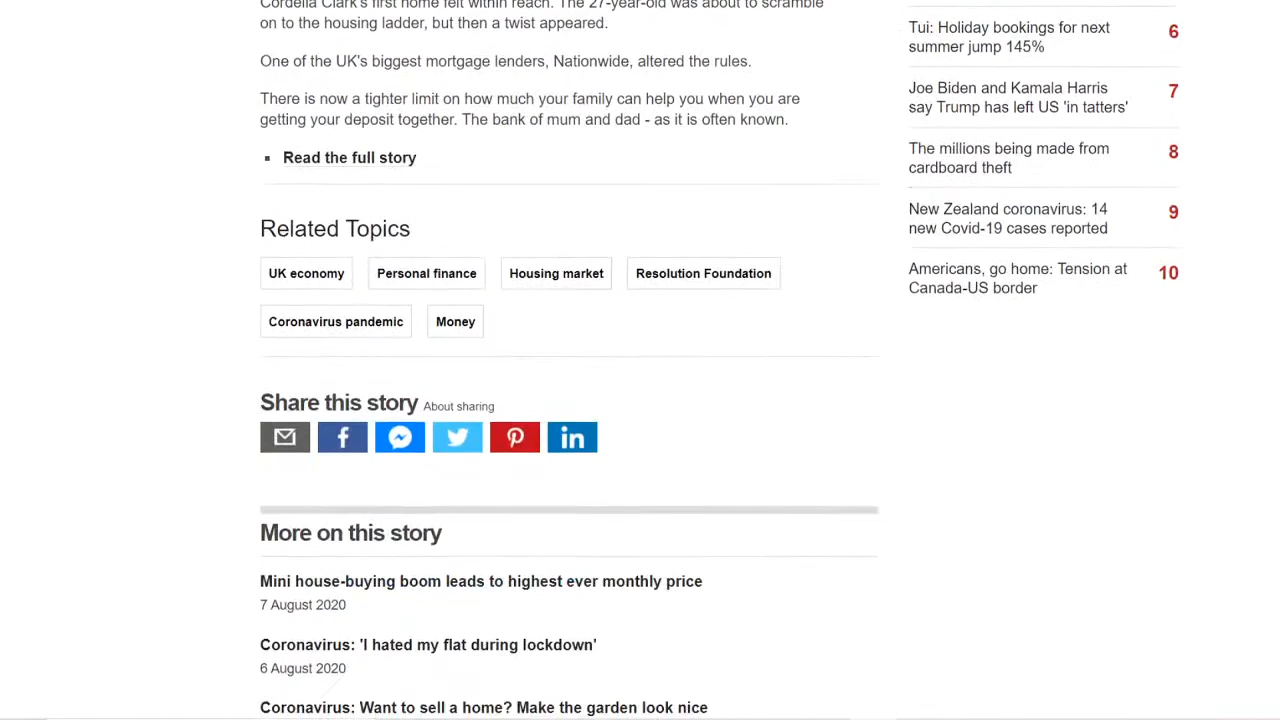 Cordelia Clark's first home felt within reach. The 27-year-old was about to scramble
on to the housing ladder, but then a twist appeared.
One of the UK's biggest mortgage lenders, Nationwide, altered the rules.
There is now a tighter limit on how much your family can help you when you are
getting your deposit together. The bank of mum and dad - as it is often known.
Read the full story
Related Topics
UK economy
Personal finance
Housing market
Resolution Foundation
Coronavirus pandemic
Money
Share this story About sharing
f
in
More on this story
Mini house-buying boom leads to highest ever monthly price
7 August 2020
Coronavirus: 'I hated my flat during lockdown'
6 August 2020
Coronavirus: Want to sell a home? Make the garden look nice
Tui: Holiday bookings for next 6
summer jump 145%
Joe Biden and Kamala Harris 7
say Trump has left US 'in tatters'
The millions being made from 8
cardboard theft
New Zealand coronavirus: 14 9
new Covid-19 cases reported
Americans, go home: Tension at 10
Canada-US border